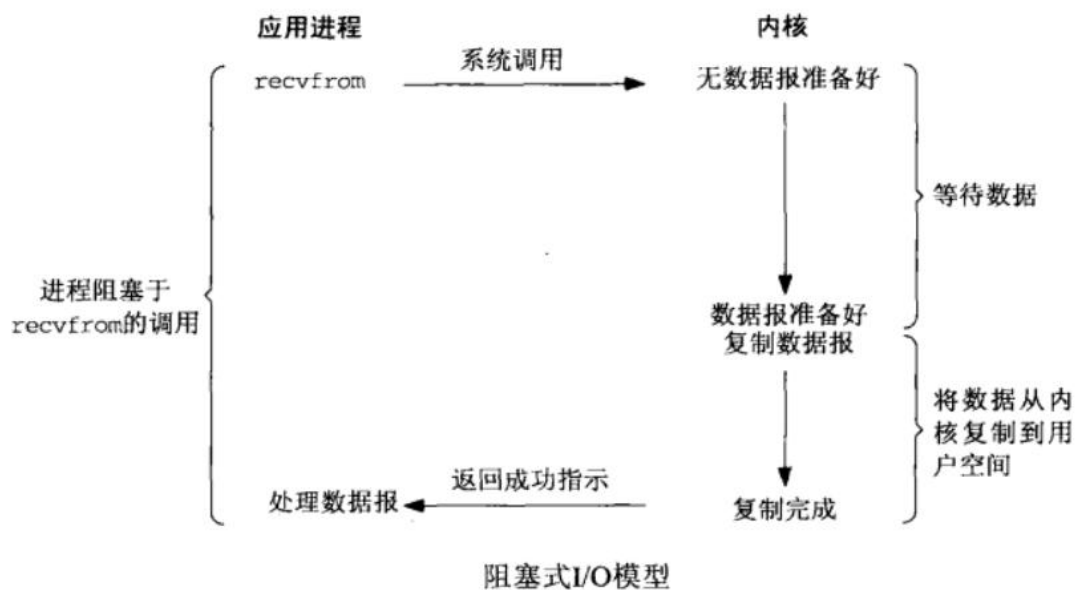 应用进程
内核
系统调用
recvfrom
无数据报准备好
等待数据
进程阻塞于
recvfrom的调用
数据报准备好
复制数据报
将数据从内
核复制到用
户空间
返回成功指示
处理数据报
复制完成
阻塞式I/O模型